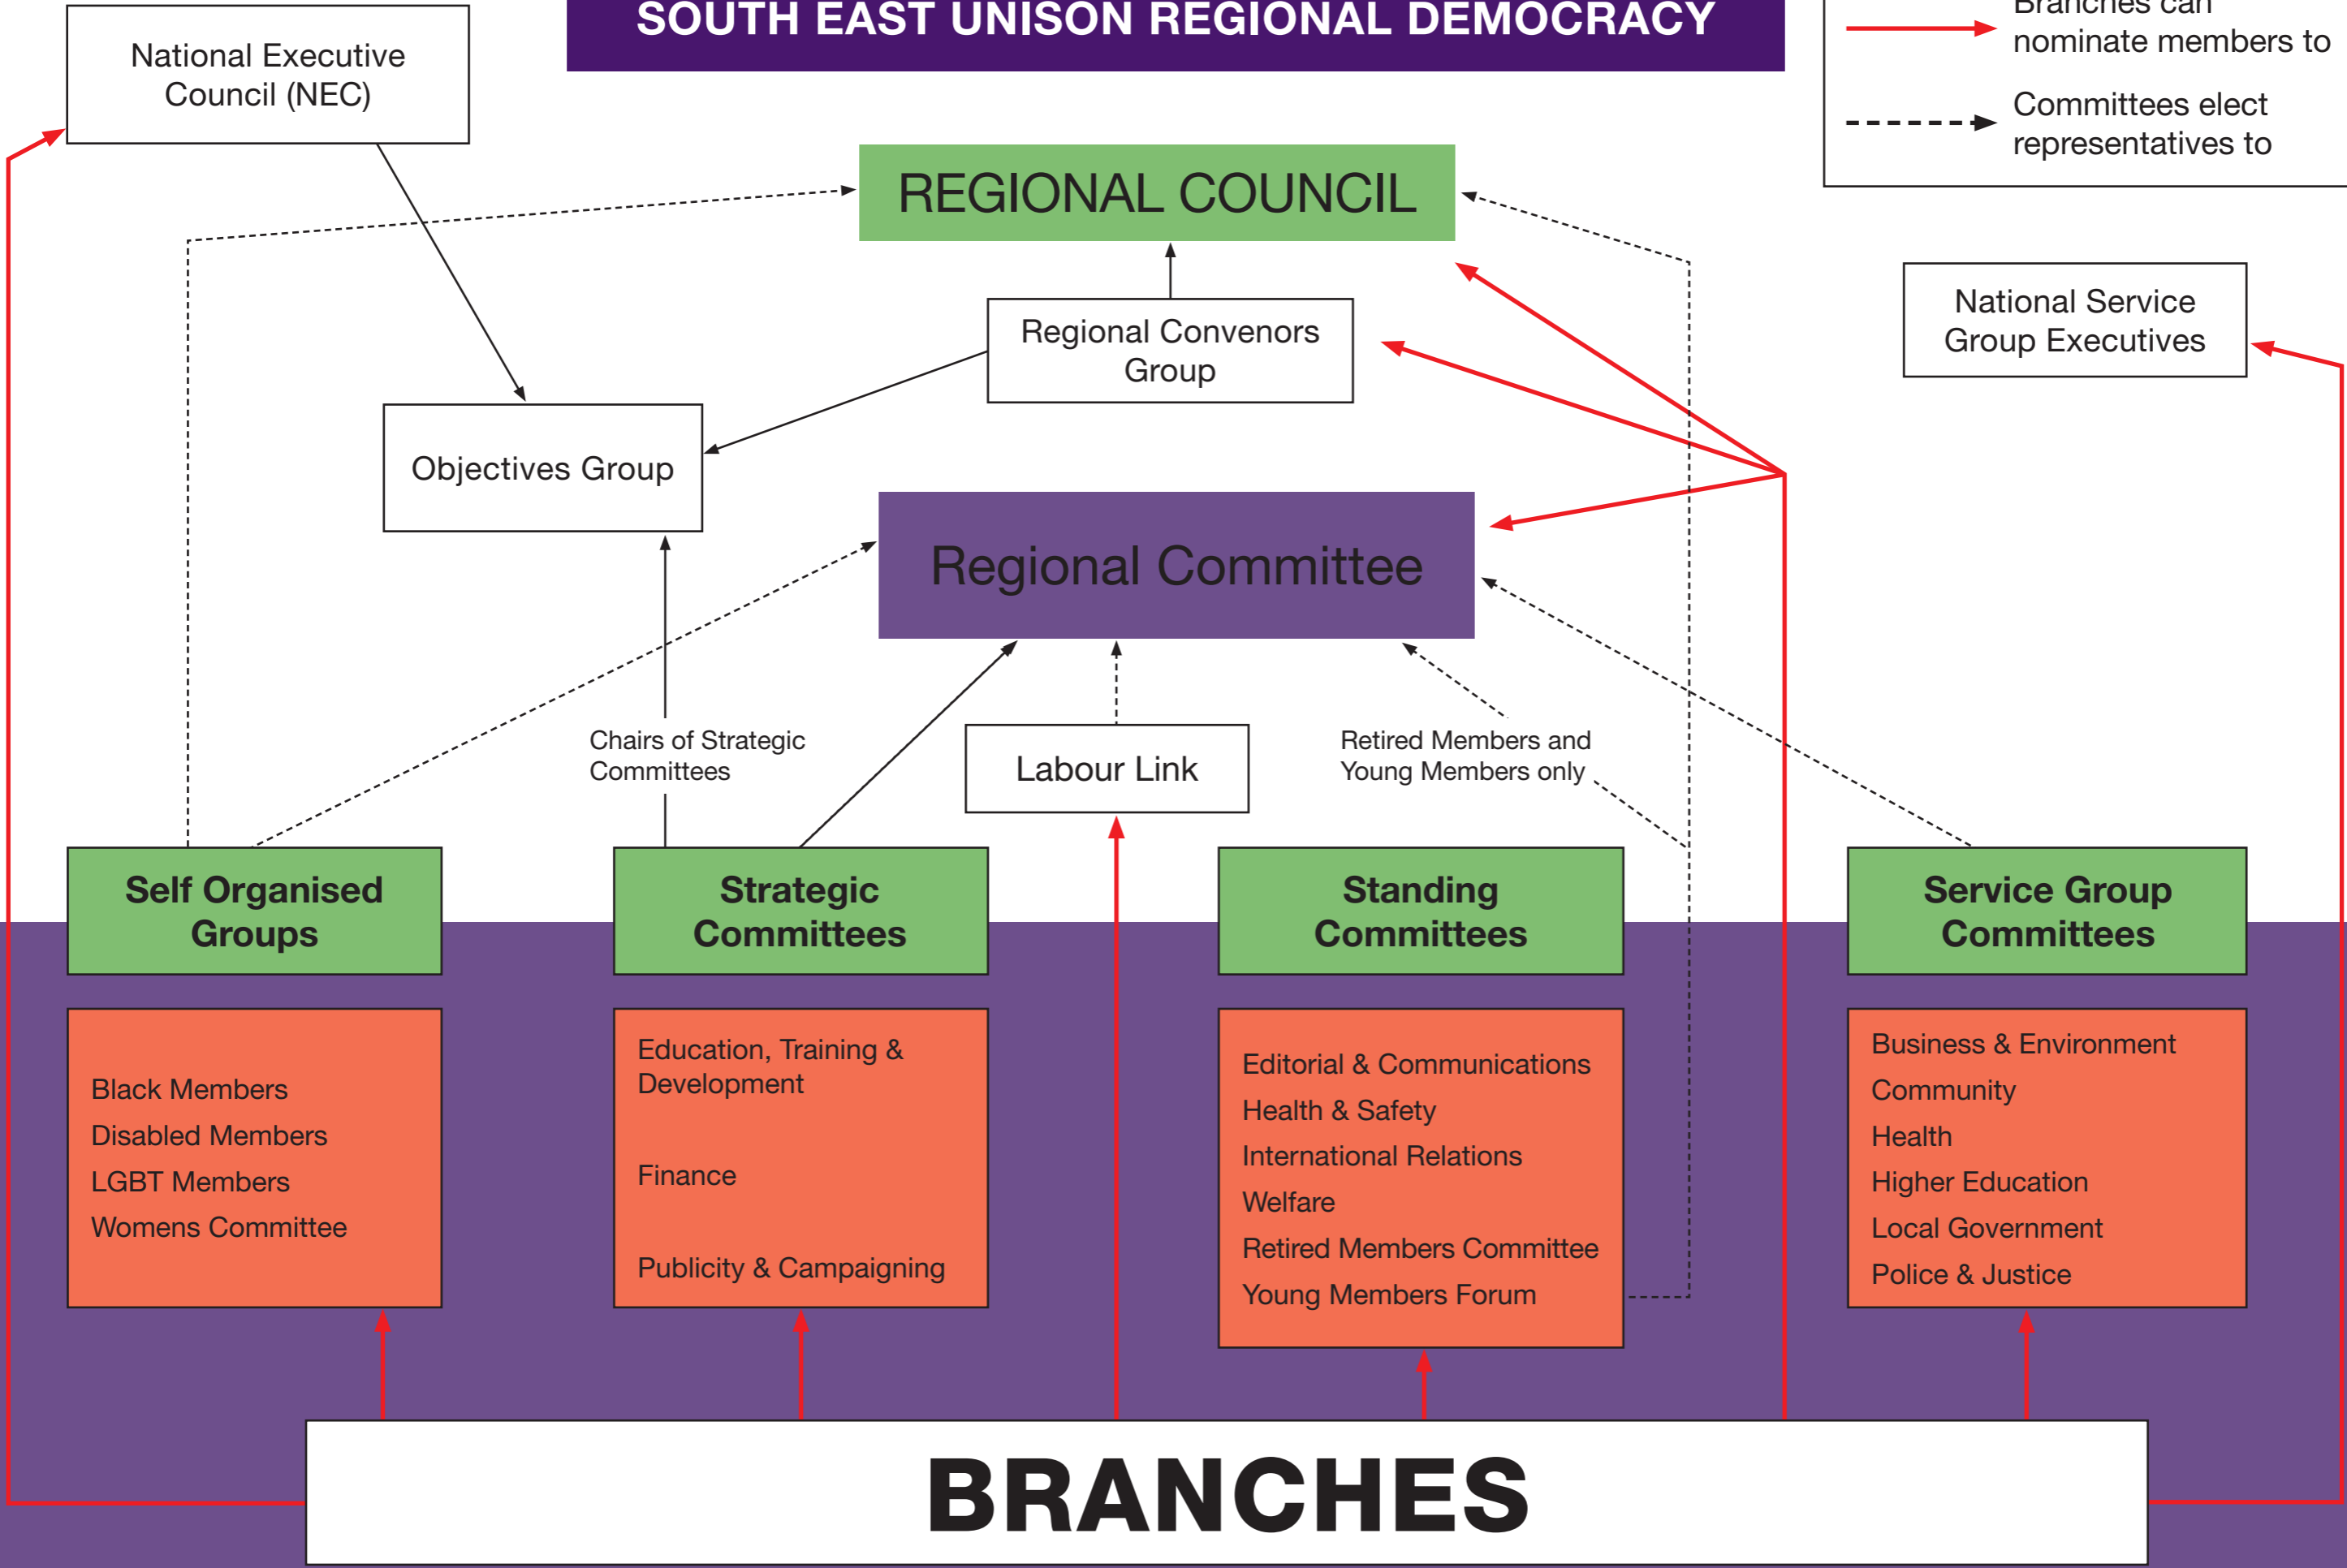 SOUTH EAST UNISON REGIONAL DEMOCRACY
Branches can
nominate members to
Committees elect
representatives to
National Executive
Council (NEC)
REGIONAL COUNCIL
Regional Convenors
Group
National Service
Group Executives
Objectives Group
Regional Committee
Chairs of Strategic
Committees
Labour Link
Retired Members and
Young Members only
Self Organised
Groups
Strategic
Committees
Standing
Committees
Service Group
Committees
Black Members
Disabled Members
LGBT Members
Womens Committee
Education, Training &
Development
Finance
Publicity & Campaigning
Editorial & Communications
Health & Safety
International Relations
Welfare
Retired Members Committee
Young Members Forum
Business & Environment
Community
Health
Higher Education
Local Government
Police & Justice
BRANCHES